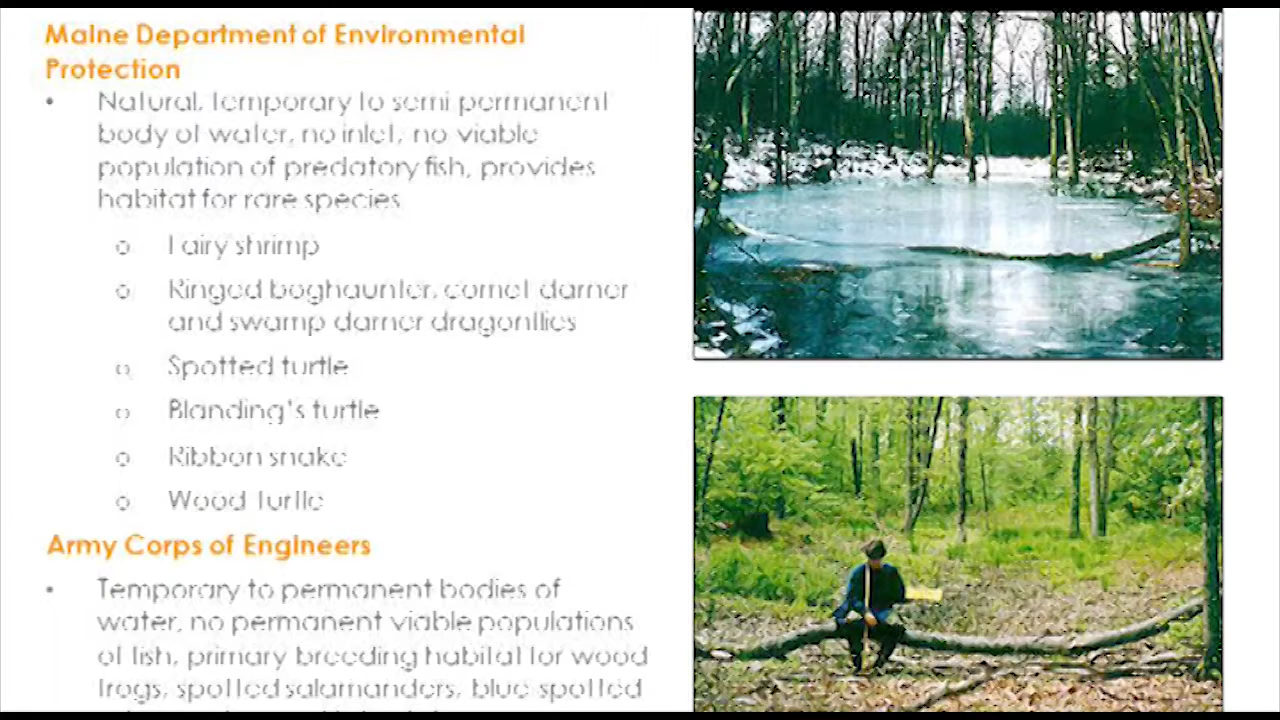 Maine Department of Environmental
Protection
• Natural, temporary to semi permanent
body of water, no inlet, no viable
population of predatory fish, provides
habitat for rare species
o Fairy shrimp
o Ringed boghaunter, comet darner
and swamp darner dragonflies
o Spotted turtle
o Blanding's turtle
o Ribbon snake
o Wood Turtle
Army Corps of Engineers
• Temporary to permanent bodies of
water, no permanent viable populations
of fish, primary breeding habitat for wood
frogs, spotted salamanders, blue spotted